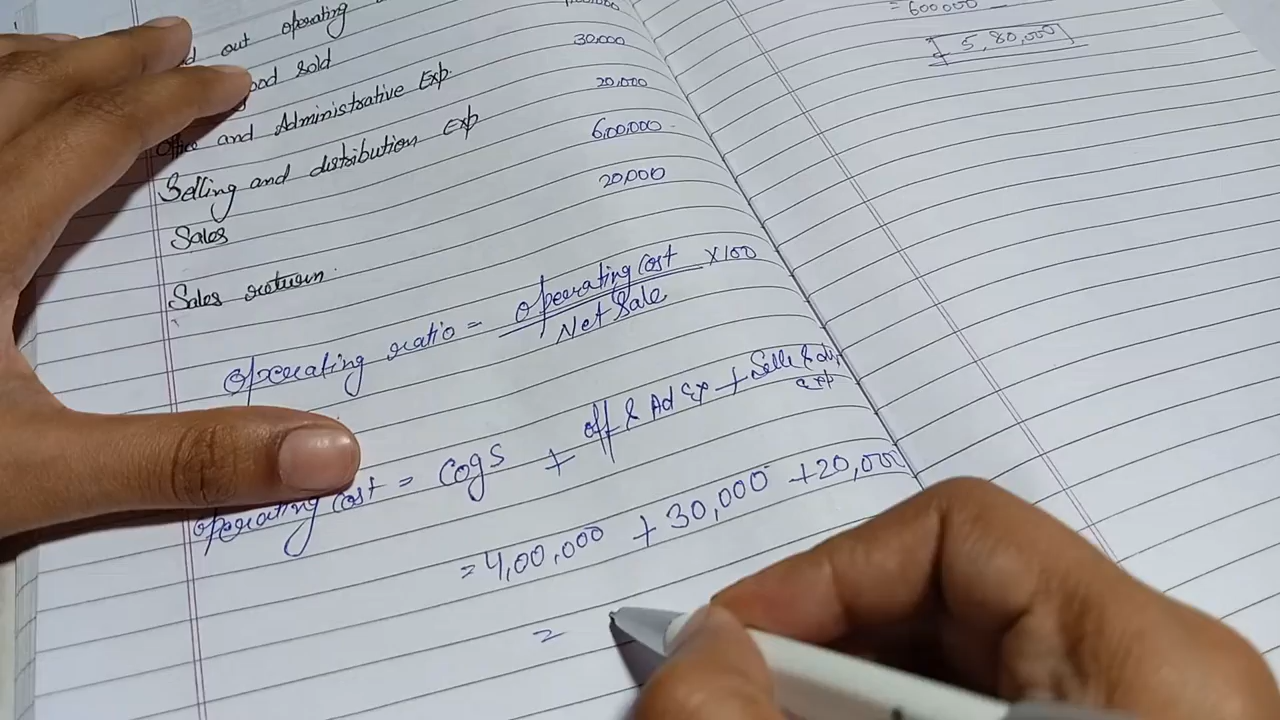 out operating
good sold
30,000
Office and Administrative Exp.
20,000
Selling and distribution Exp
6,00,000
Sales
20,000
Sales return.
Operating ratio = Operating Cost / Net Sale X100
Operating Cost = Cogs + off & Ad Exp + Selle & dis exp
= 4,00,000 + 30,000 + 20,000
=
= 600000 –
5,80,000